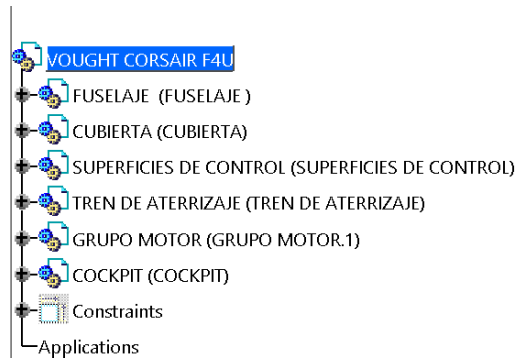 VOUGHT CORSAIR F4U
FUSELAJE (FUSELAJE )
CUBIERTA (CUBIERTA)
SUPERFICIES DE CONTROL (SUPERFICIES DE CONTROL)
TREN DE ATERRIZAJE (TREN DE ATERRIZAJE)
GRUPO MOTOR (GRUPO MOTOR.1)
COCKPIT (COCKPIT)
Constraints
Applications